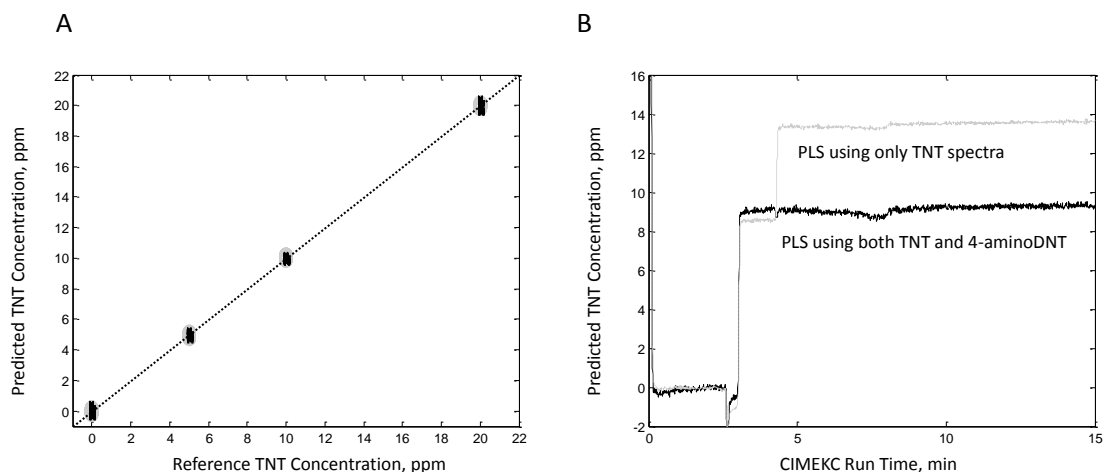 A
B
22
20
18
16
14
12
10
8
6
4
2
0
0 2 4 6 8 10 12 14 16 18 20 22
Predicted TNT Concentration, ppm
Reference TNT Concentration, ppm
16
14
12
10
8
6
4
2
0
-2
0 5 10 15
Predicted TNT Concentration, ppm
PLS using only TNT spectra
PLS using both TNT and 4-aminoDNT
CIMEKC Run Time, min